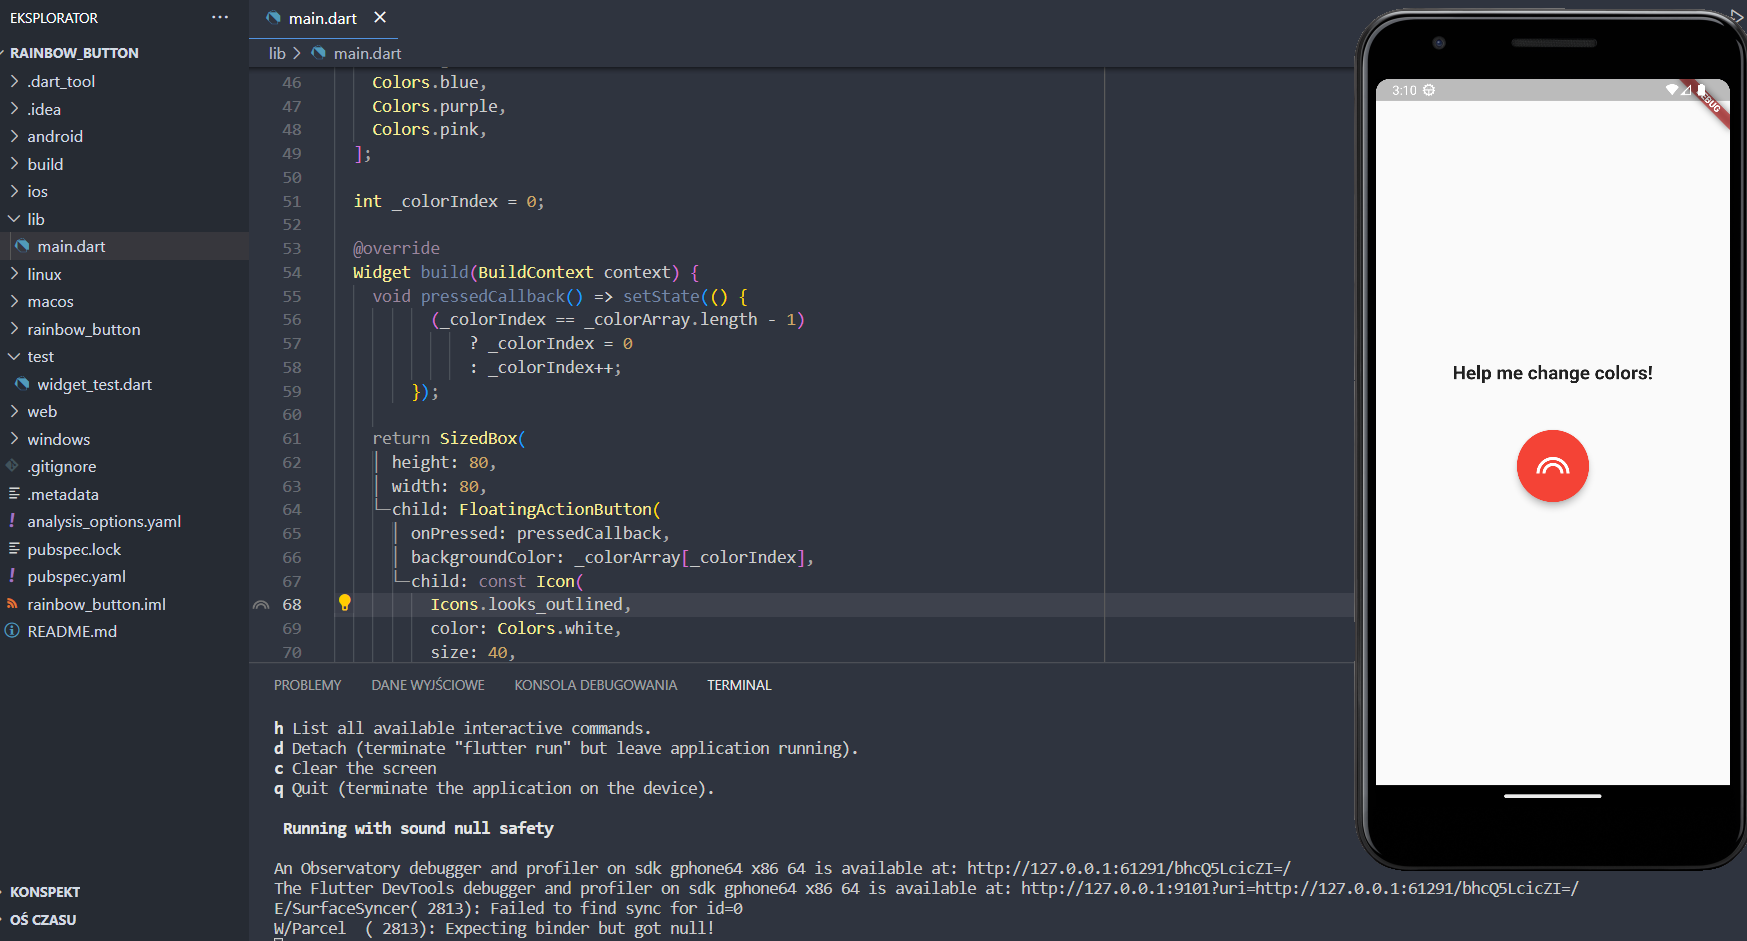 EKSPLORATOR
RAINBOW_BUTTON
.dart_tool
.idea
android
build
ios
lib
main.dart
linux
macos
rainbow_button
test
widget_test.dart
web
windows
.gitignore
.metadata
analysis_options.yaml
pubspec.lock
pubspec.yaml
rainbow_button.iml
README.md
KONSPEKT
OŚ CZASU
main.dart
lib > main.dart
46 Colors.blue,
47 Colors.purple,
48 Colors.pink,
49 ];
50
51 int _colorIndex = 0;
52
53 @override
54 Widget build(BuildContext context) {
55 void pressedCallback() => setState(() {
56 (_colorIndex == _colorArray.length - 1)
57 ? _colorIndex = 0
58 : _colorIndex++;
59 });
60
61 return SizedBox(
62 height: 80,
63 width: 80,
64 child: FloatingActionButton(
65 onPressed: pressedCallback,
66 backgroundColor: _colorArray[_colorIndex],
67 child: const Icon(
68 Icons.looks_outlined,
69 color: Colors.white,
70 size: 40,
PROBLEMY DANE WYJŚCIOWE KONSOLA DEBUGOWANIA TERMINAL
h List all available interactive commands.
d Detach (terminate "flutter run" but leave application running).
c Clear the screen
q Quit (terminate the application on the device).
Running with sound null safety
An Observatory debugger and profiler on sdk gphone64 x86 64 is available at: http://127.0.0.1:61291/bhcQ5LcicZI=/
The Flutter DevTools debugger and profiler on sdk gphone64 x86 64 is available at: http://127.0.0.1:9101?uri=http://127.0.0.1:61291/bhcQ5LcicZI=/
E/SurfaceSyncer( 2813): Failed to find sync for id=0
W/Parcel  ( 2813): Expecting binder but got null!
3:10
Help me change colors!